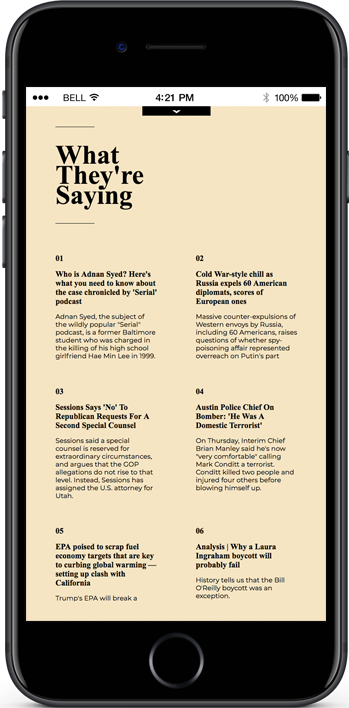 BELL
4:21 PM
100%
What
They're
Saying
01
Who is Adnan Syed? Here's
what you need to know about
the case chronicled by 'Serial'
podcast
Adnan Syed, the subject of
the wildly popular "Serial"
podcast, is a former Baltimore
student who was charged in
the killing of his high school
girlfriend Hae Min Lee in 1999.
02
Cold War-style chill as
Russia expels 60 American
diplomats, scores of
European ones
Massive counter-expulsions of
Western envoys by Russia,
including 60 Americans, raises
questions of whether spy-
poisoning affair represented
overreach on Putin's part
03
Sessions Says 'No' To
Republican Requests For A
Second Special Counsel
Sessions said a special
counsel is reserved for
extraordinary circumstances,
and argues that the GOP
allegations do not rise to that
level. Instead, Sessions has
assigned the U.S. attorney for
Utah.
04
Austin Police Chief On
Bomber: 'He Was A
Domestic Terrorist'
On Thursday, Interim Chief
Brian Manley said he's now
"very comfortable" calling
Mark Conditt a terrorist.
Conditt killed two people and
injured four others before
blowing himself up.
05
EPA poised to scrap fuel
economy targets that are key
to curbing global warming —
setting up clash with
California
Trump's EPA will break a
06
Analysis | Why a Laura
Ingraham boycott will
probably fail
History tells us that the Bill
O'Reilly boycott was an
exception.